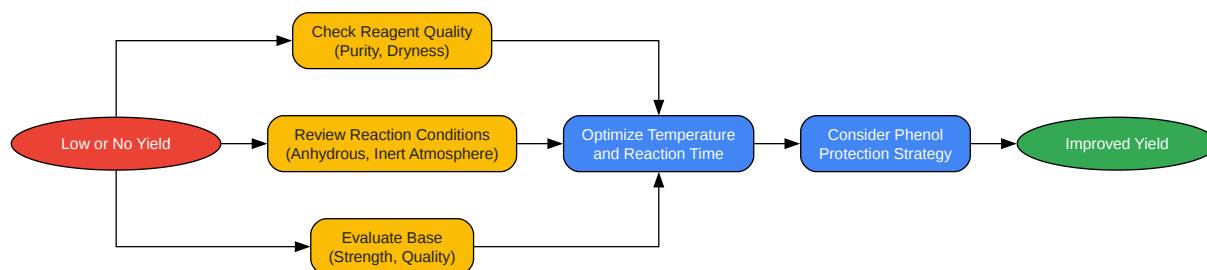 Check Reagent Quality
(Purity, Dryness)
Low or No Yield
Review Reaction Conditions
(Anhydrous, Inert Atmosphere)
Optimize Temperature
and Reaction Time
Consider Phenol
Protection Strategy
Improved Yield
Evaluate Base
(Strength, Quality)